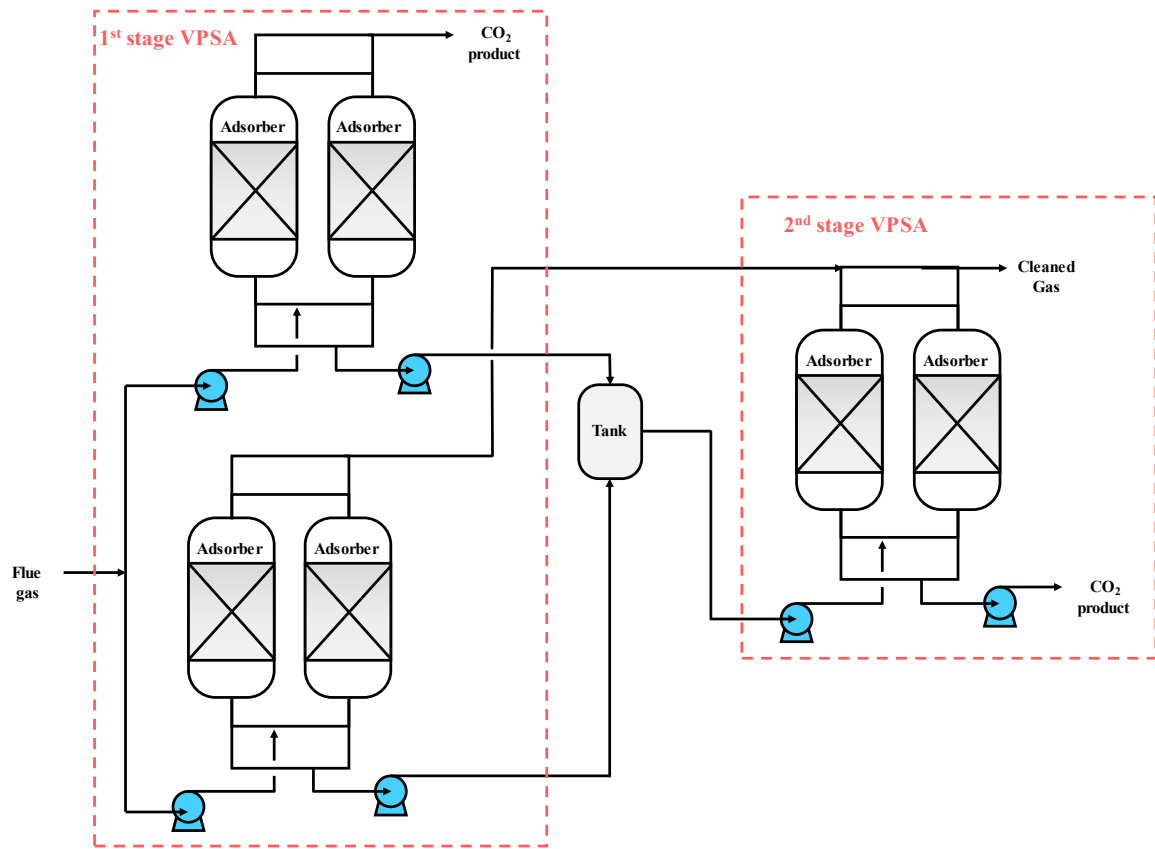 1st stage VPSA
CO2
product
Adsorber
Adsorber
2nd stage VPSA
Cleaned
Gas
Adsorber
Adsorber
Tank
Adsorber
Adsorber
Flue
gas
CO2
product